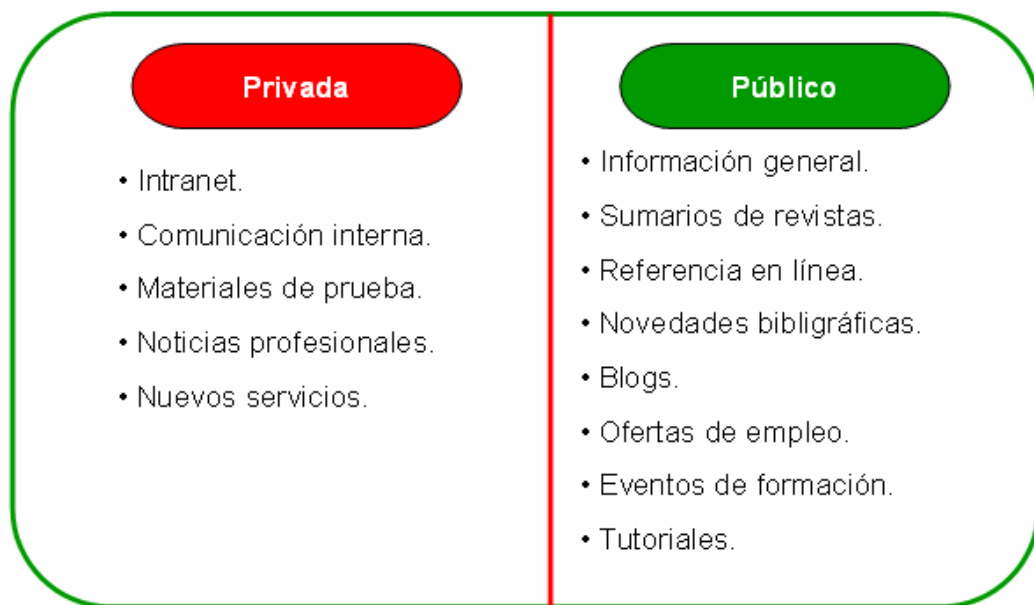 Privada
• Intranet.
• Comunicación interna.
• Materiales de prueba.
• Noticias profesionales.
• Nuevos servicios.
Público
• Información general.
• Sumarios de revistas.
• Referencia en línea.
• Novedades bibligráficas.
• Blogs.
• Ofertas de empleo.
• Eventos de formación.
• Tutoriales.